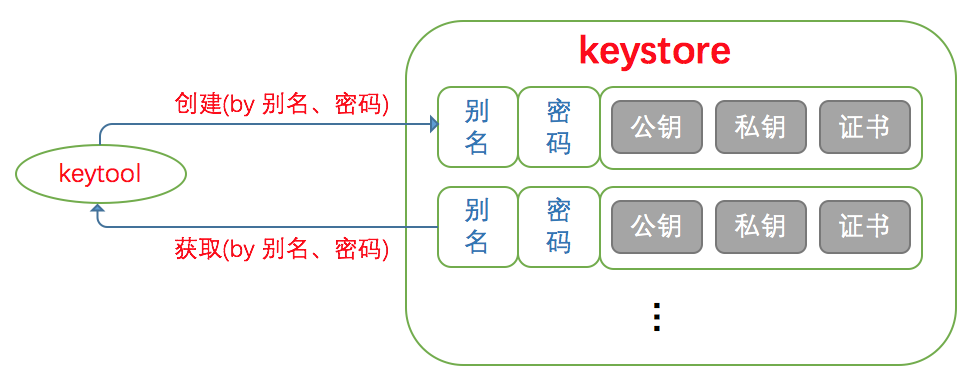 keystore
创建(by 别名、密码)
别名
密码
公钥
私钥
证书
keytool
别名
密码
公钥
私钥
证书
获取(by 别名、密码)